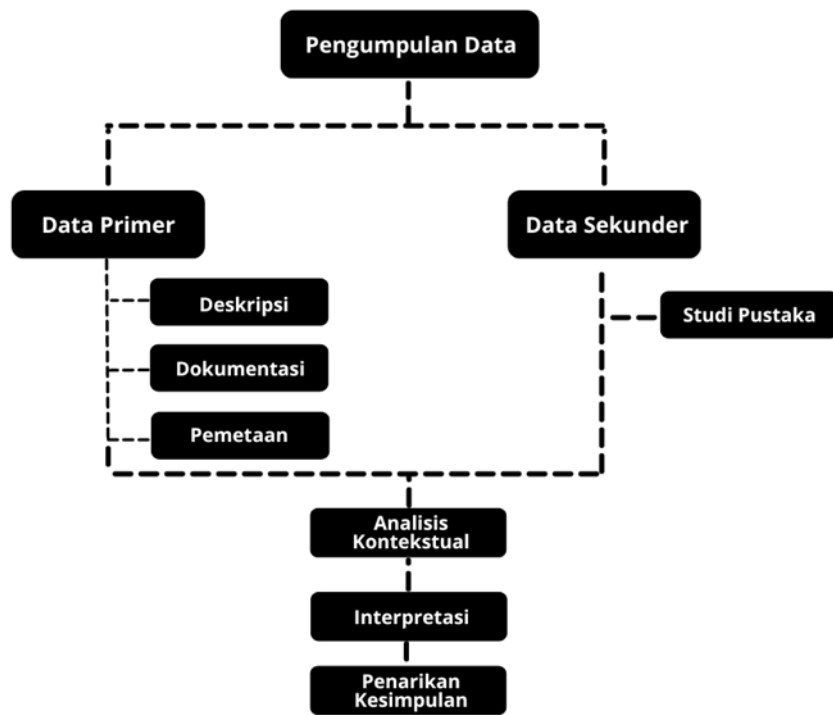 Pengumpulan Data
Data Primer
Data Sekunder
Deskripsi
Studi Pustaka
Dokumentasi
Pemetaan
Analisis
Kontekstual
Interpretasi
Penarikan
Kesimpulan